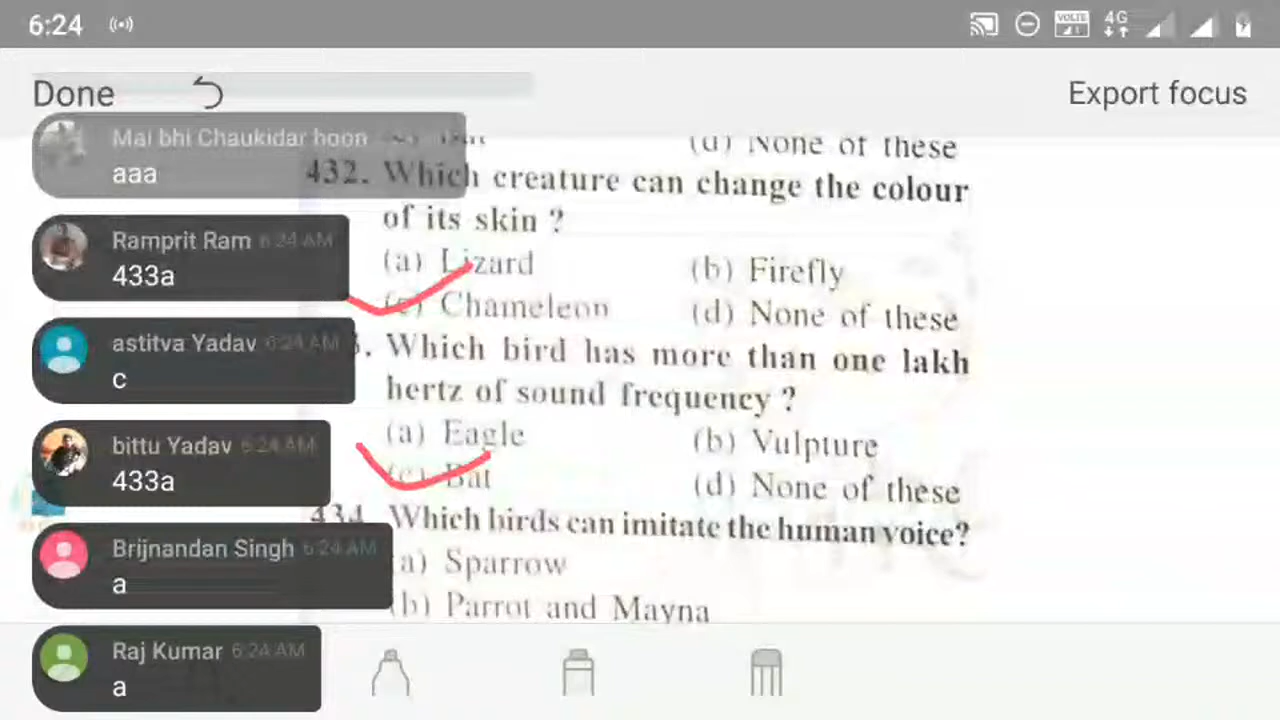 6:24
VOLTE 4G
Done
Export focus
Mai bhi Chaukidar hoon
aaa
Ramprit Ram 6:24 AM
433a
astitva Yadav 6:24 AM
c
bittu Yadav 6:24 AM
433a
Brijnandan Singh 6:24 AM
a
Raj Kumar 6:24 AM
a
(d) None of these
432. Which creature can change the colour
of its skin ?
(a) Lizard (b) Firefly
(c) Chameleon (d) None of these
. Which bird has more than one lakh
hertz of sound frequency ?
(a) Eagle (b) Vulpture
(c) Bat (d) None of these
434. Which birds can imitate the human voice?
(a) Sparrow
(b) Parrot and Mayna